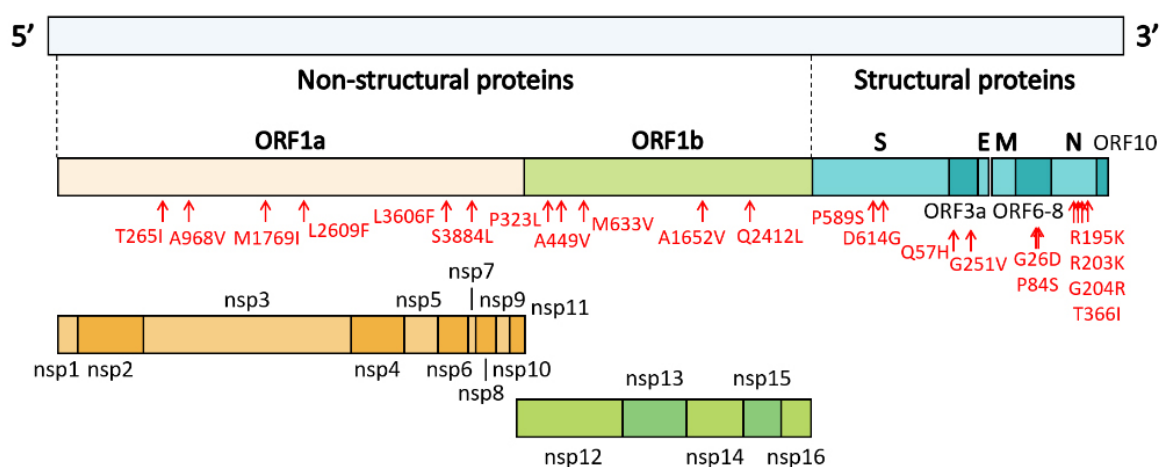 5’ 3’
Non-structural proteins Structural proteins
ORF1a ORF1b S E M N ORF10
T265I A968V M1769I L2609F L3606F S3884L P323L A449V M633V A1652V Q2412L P589S D614G ORF3a ORF6-8
Q57H G251V G26D P84S R195K
R203K
G204R
T366I
nsp7
nsp3 nsp5 nsp9 nsp11
nsp1 nsp2 nsp4 nsp6 nsp10
nsp8
nsp13 nsp15
nsp12 nsp14 nsp16